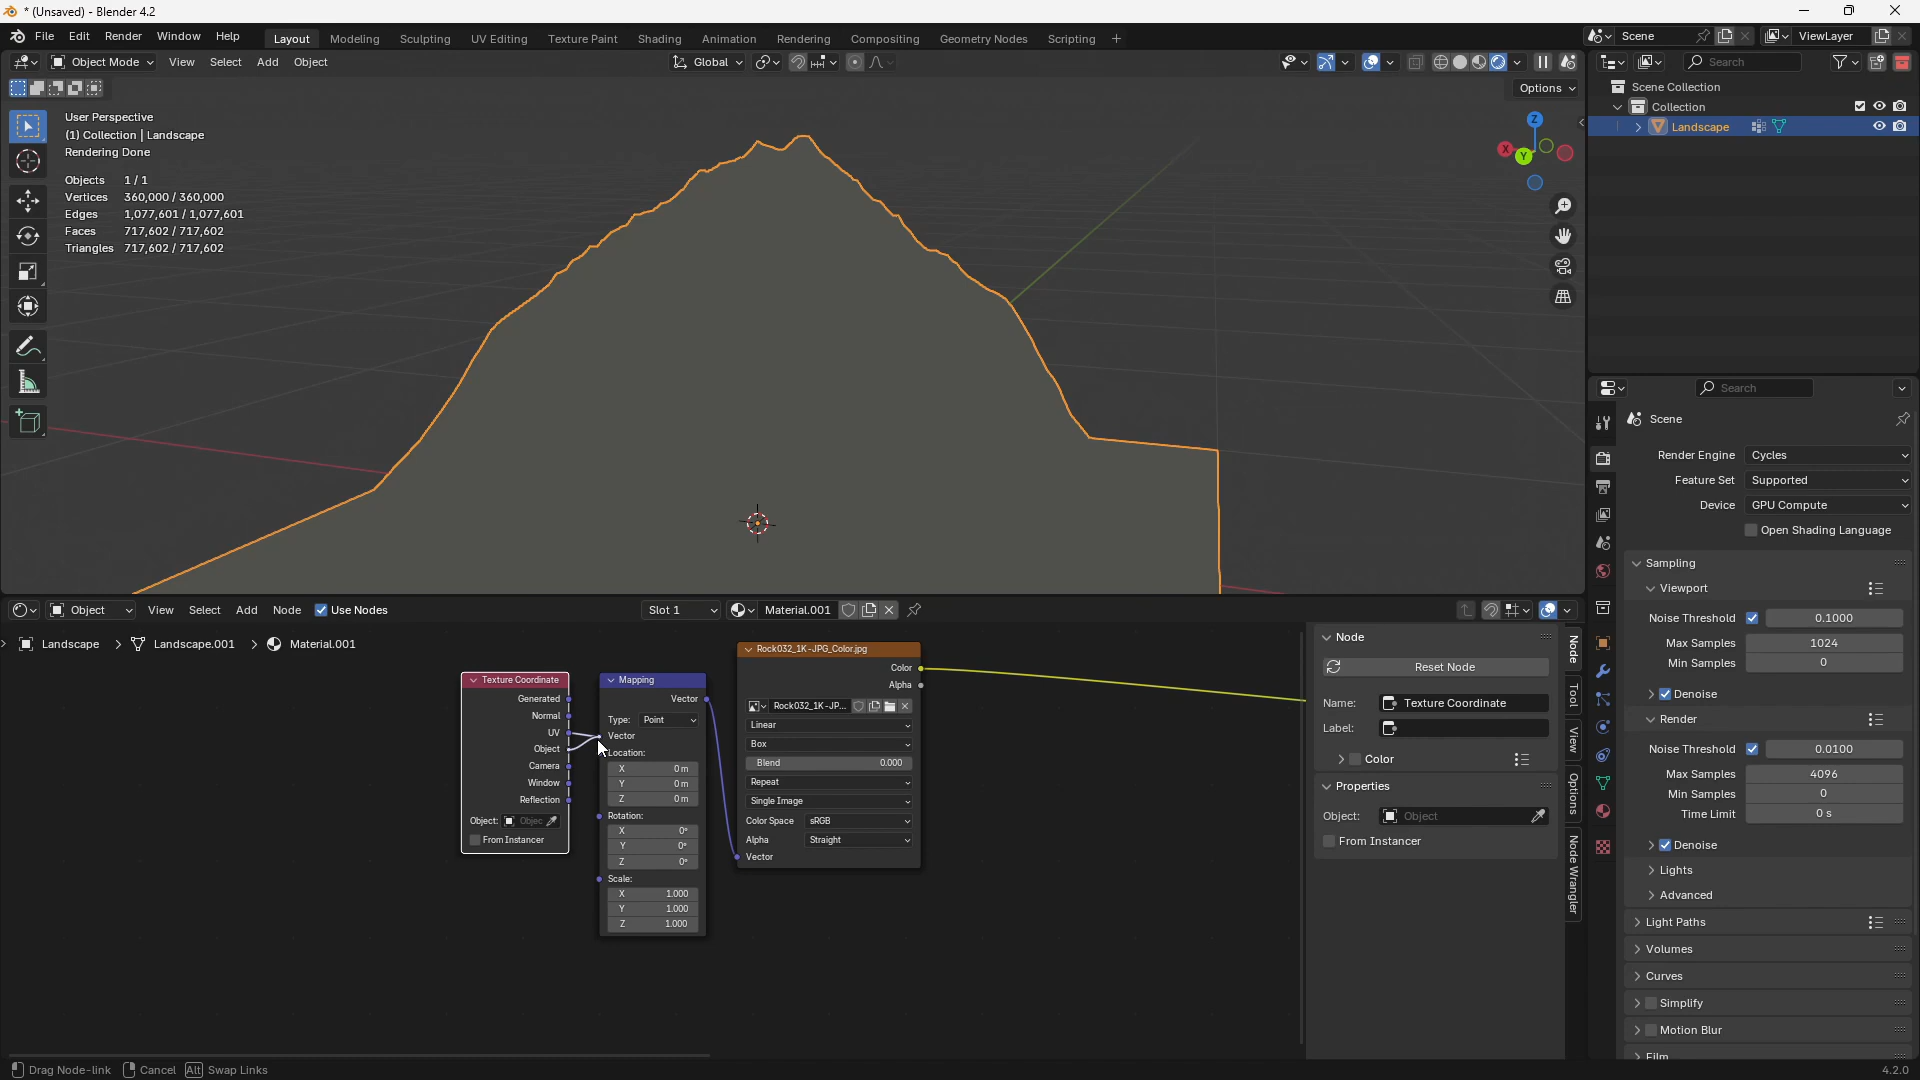 * (Unsaved) - Blender 4.2
File Edit Render Window Help
Layout Modeling Sculpting UV Editing Texture Paint Shading Animation Rendering Compositing Geometry Nodes Scripting +
Scene ViewLayer
Object Mode View Select Add Object Global
Search
Options
User Perspective
(1) Collection | Landscape
Rendering Done
Objects 1 / 1
Vertices 360,000 / 360,000
Edges 1,077,601 / 1,077,601
Faces 717,602 / 717,602
Triangles 717,602 / 717,602
Z
X
Y
Scene Collection
Collection
Landscape
Search
Scene
Render Engine Cycles
Feature Set Supported
Device GPU Compute
Open Shading Language
Sampling
Viewport
Noise Threshold 0.1000
Max Samples 1024
Min Samples 0
Denoise
Render
Noise Threshold 0.0100
Max Samples 4096
Min Samples 0
Time Limit 0 s
Denoise
Lights
Advanced
Light Paths
Volumes
Curves
Simplify
Motion Blur
Film
Object View Select Add Node Use Nodes Slot 1 Material.001
Landscape Landscape.001 Material.001
Texture Coordinate
Generated
Normal
UV
Object
Camera
Window
Reflection
Object: Objec
From Instancer
Mapping
Vector
Type: Point
Vector
Location:
X 0 m
Y 0 m
Z 0 m
Rotation:
X 0°
Y 0°
Z 0°
Scale:
X 1.000
Y 1.000
Z 1.000
Rock032_1K-JPG_Color.jpg
Color
Alpha
Rock032_1K-JP...
Linear
Box
Blend 0.000
Repeat
Single Image
Color Space sRGB
Alpha Straight
Vector
Node
Reset Node
Name: Texture Coordinate
Label:
Color
Properties
Object: Object
From Instancer
Node
Tool
View
Options
Node Wrangler
Drag Node-link Cancel Alt Swap Links
4.2.0